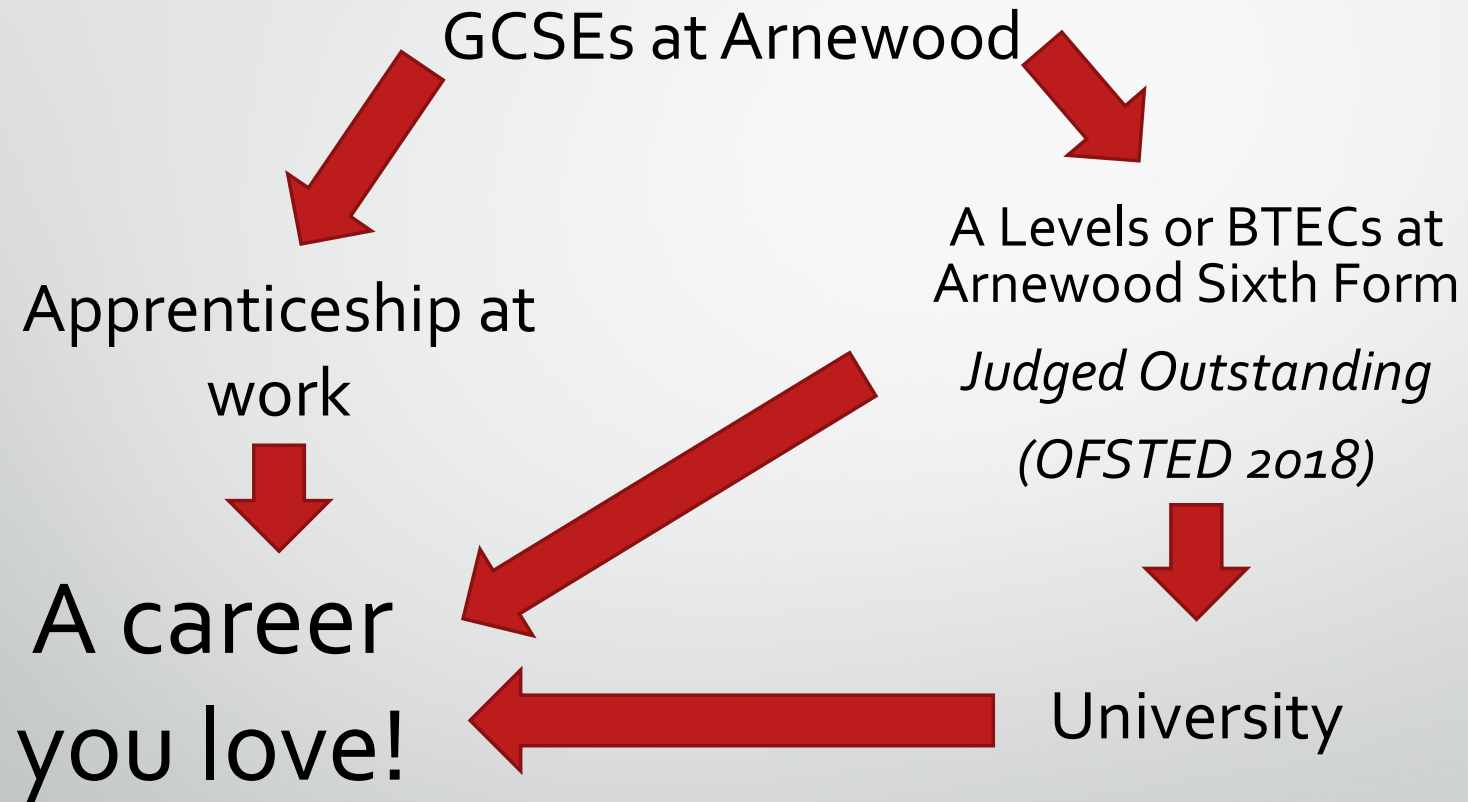 GCSEs at Arnewood
Apprenticeship at
work
A Levels or BTECs at
Arnewood Sixth Form
Judged Outstanding
(OFSTED 2018)
A career
you love!
University